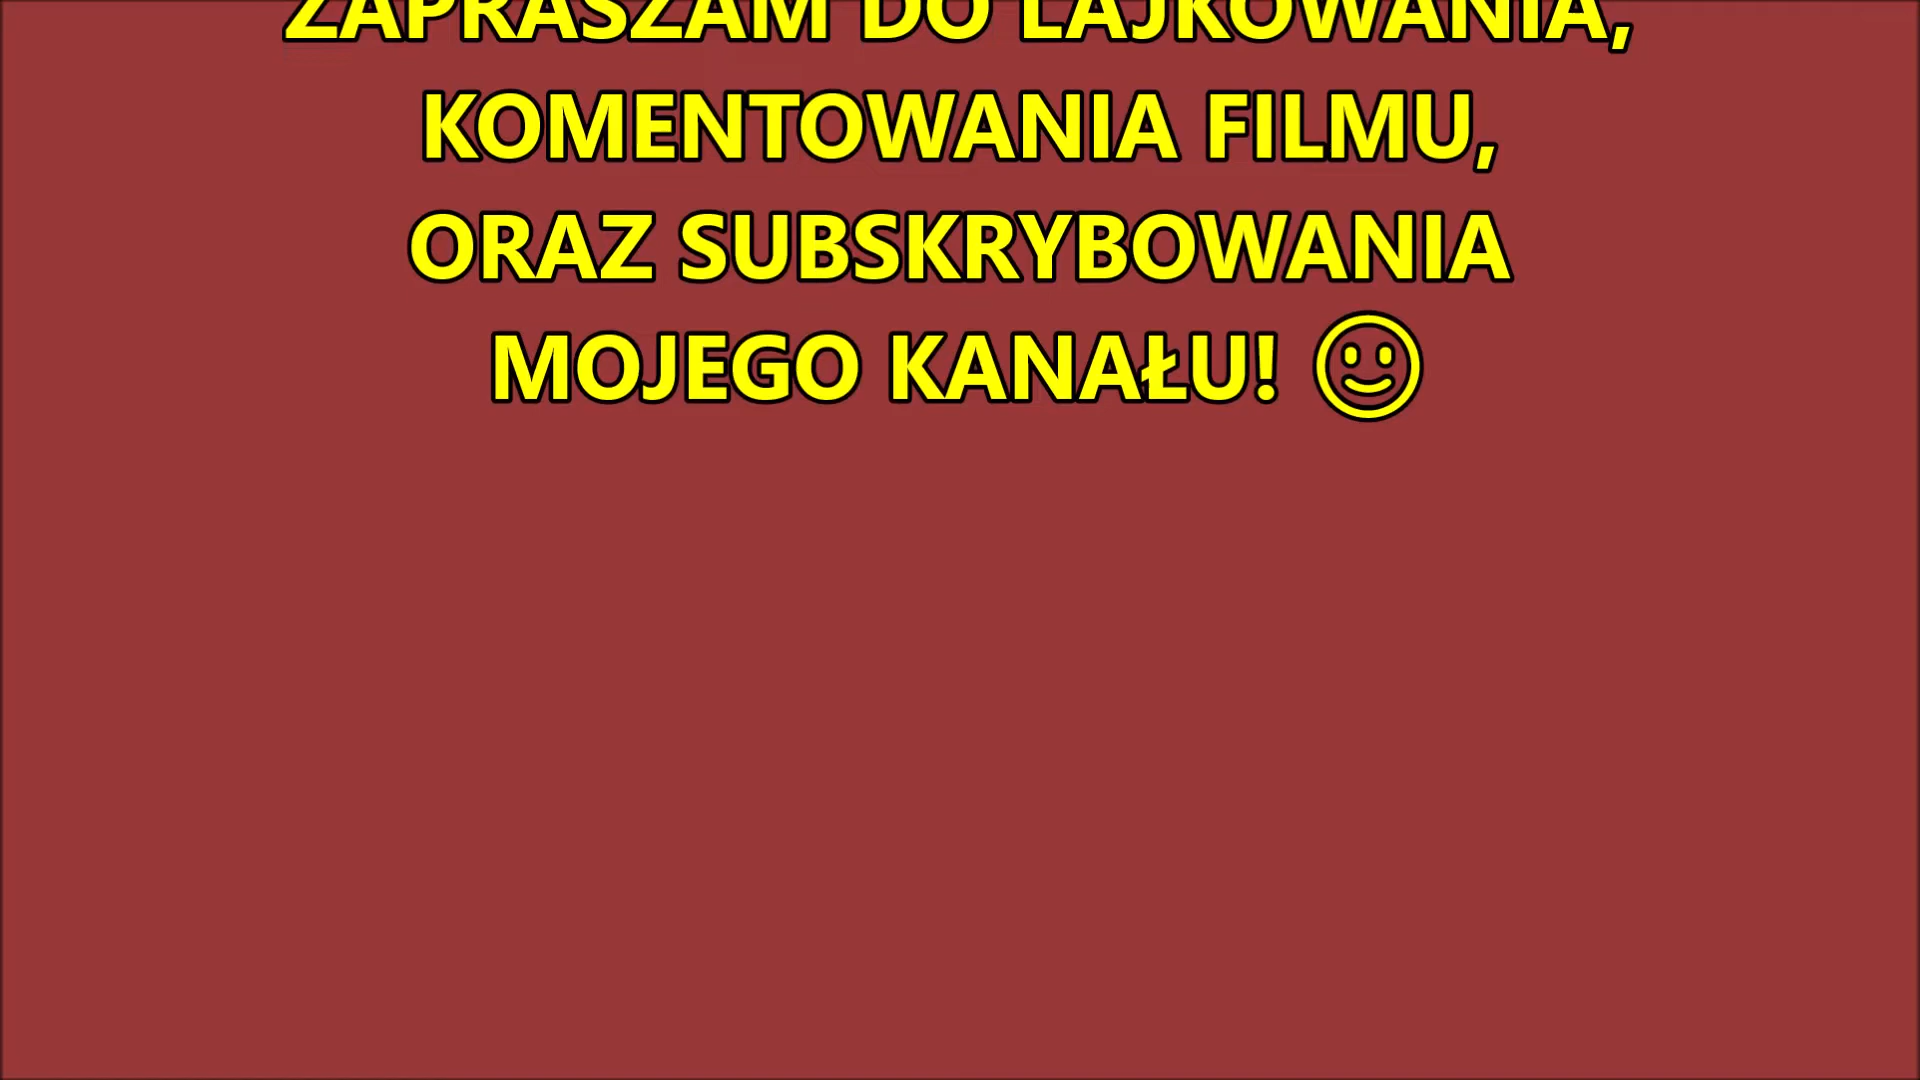 ZAPRASZAM DO LAJKOWANIA,
KOMENTOWANIA FILMU,
ORAZ SUBSKRYBOWANIA
MOJEGO KANAŁU! ☺